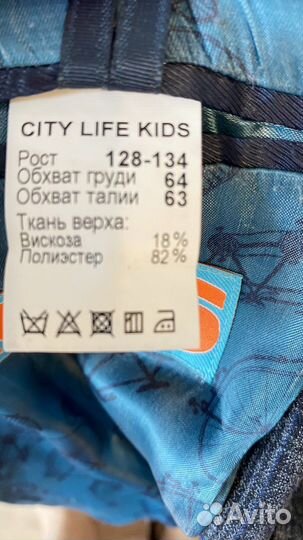 CITY LIFE KIDS
Рост 128-134
Обхват груди 64
Обхват талии 63
Ткань верха:
Вискоза 18%
Полиэстер 82%
Avito